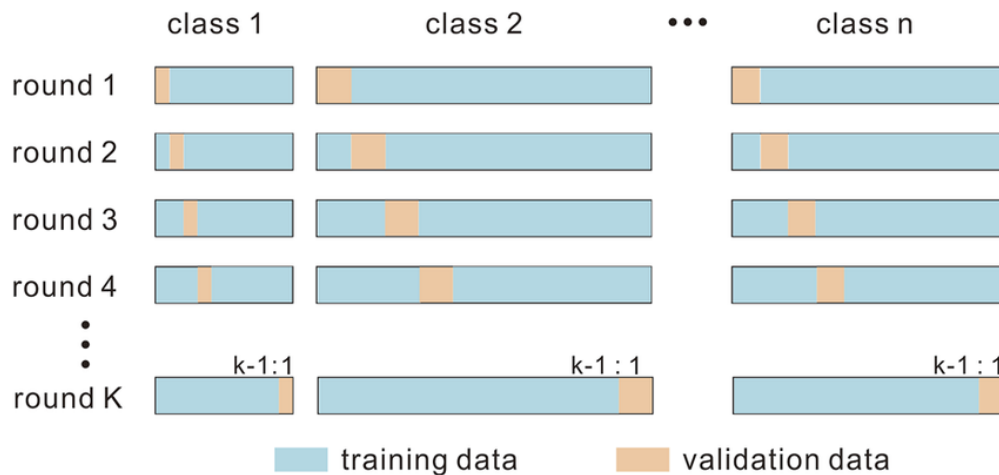 class 1 class 2 ••• class n
round 1
round 2
round 3
round 4
k-1:1 k-1 : 1 k-1 : 1
round K
training data validation data